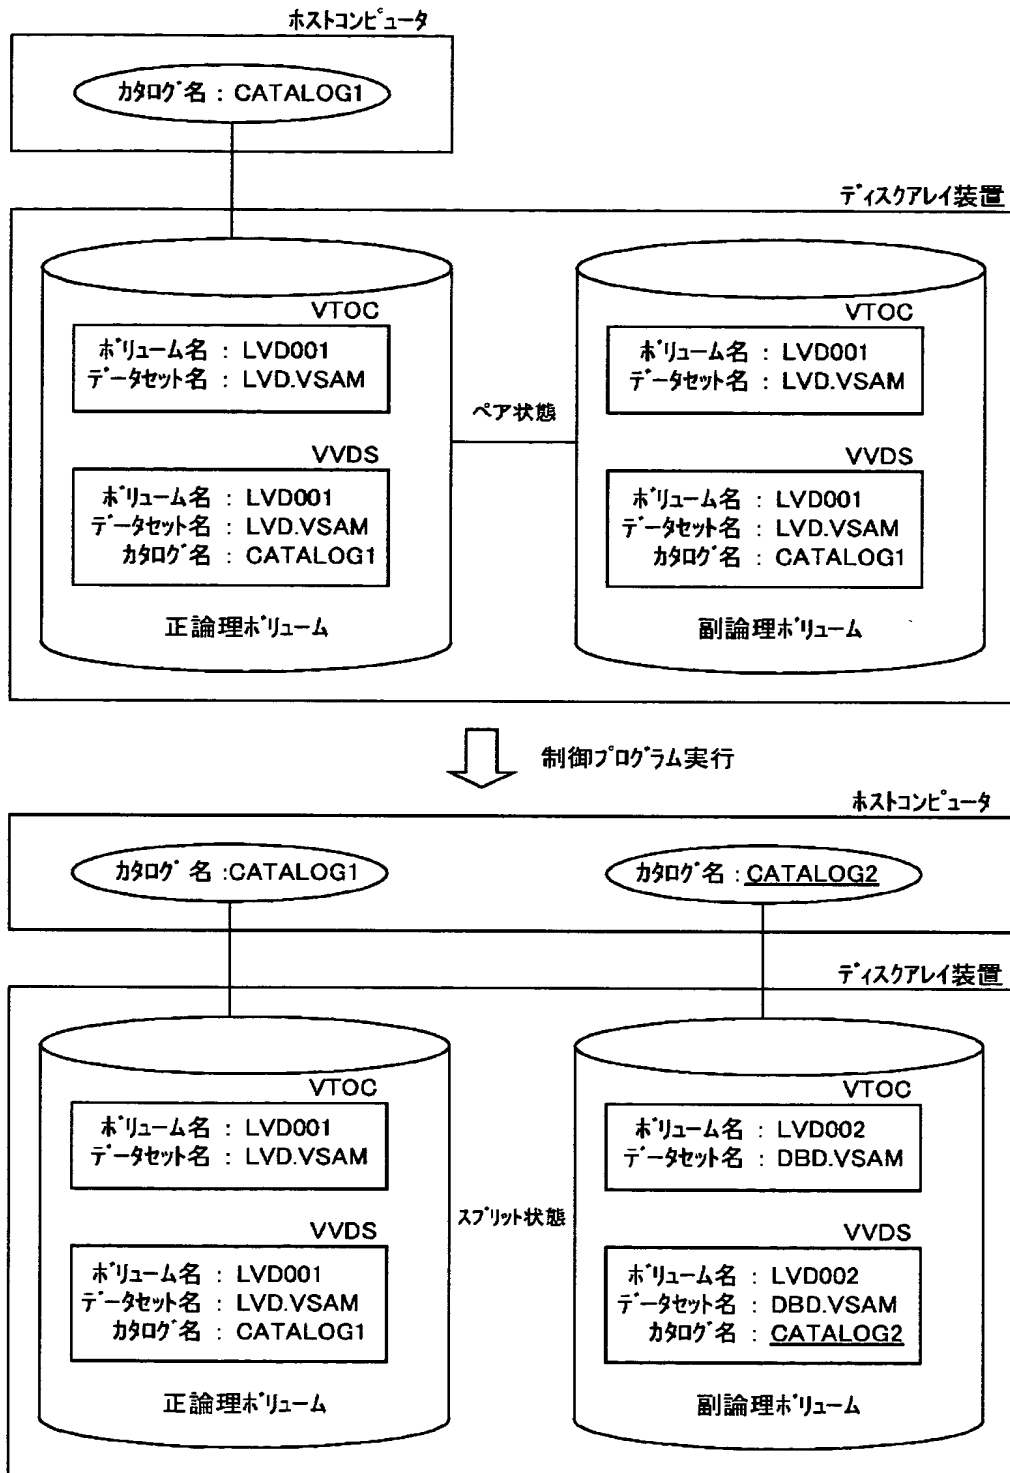 ホストコンピュータ
カタログ名 : CATALOG1
ディスクアレイ装置
VTOC
ボリューム名 : LVD001
データセット名 : LVD.VSAM
VVDS
ボリューム名 : LVD001
データセット名 : LVD.VSAM
カタログ名 : CATALOG1
正論理ボリューム
ペア状態
VTOC
ボリューム名 : LVD001
データセット名 : LVD.VSAM
VVDS
ボリューム名 : LVD001
データセット名 : LVD.VSAM
カタログ名 : CATALOG1
副論理ボリューム
制御プログラム実行
ホストコンピュータ
カタログ名 :CATALOG1
カタログ名 : CATALOG2
ディスクアレイ装置
VTOC
ボリューム名 : LVD001
データセット名 : LVD.VSAM
VVDS
ボリューム名 : LVD001
データセット名 : LVD.VSAM
カタログ名 : CATALOG1
正論理ボリューム
スプリット状態
VTOC
ボリューム名 : LVD002
データセット名 : DBD.VSAM
VVDS
ボリューム名 : LVD002
データセット名 : DBD.VSAM
カタログ名 : CATALOG2
副論理ボリューム